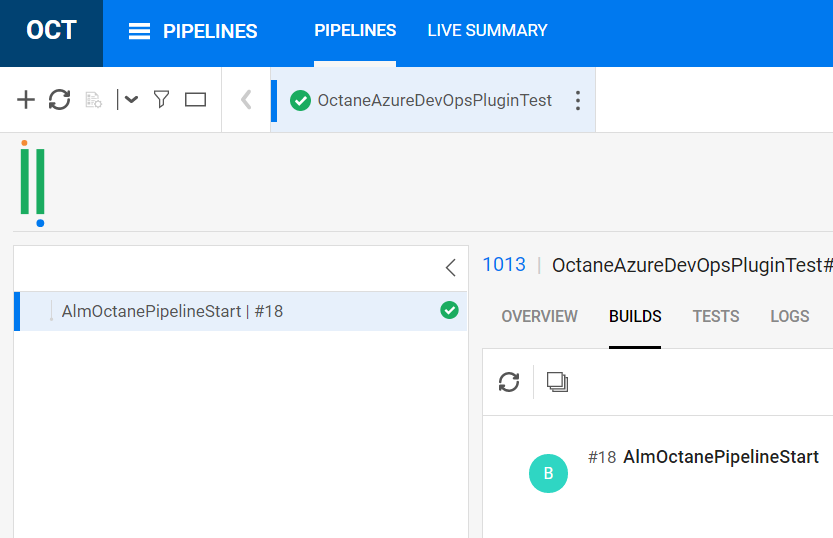 OCT
PIPELINES
PIPELINES
LIVE SUMMARY
OctaneAzureDevOpsPluginTest
1013 | OctaneAzureDevOpsPluginTest#
AlmOctanePipelineStart | #18
OVERVIEW BUILDS TESTS LOGS
B
#18 AlmOctanePipelineStart